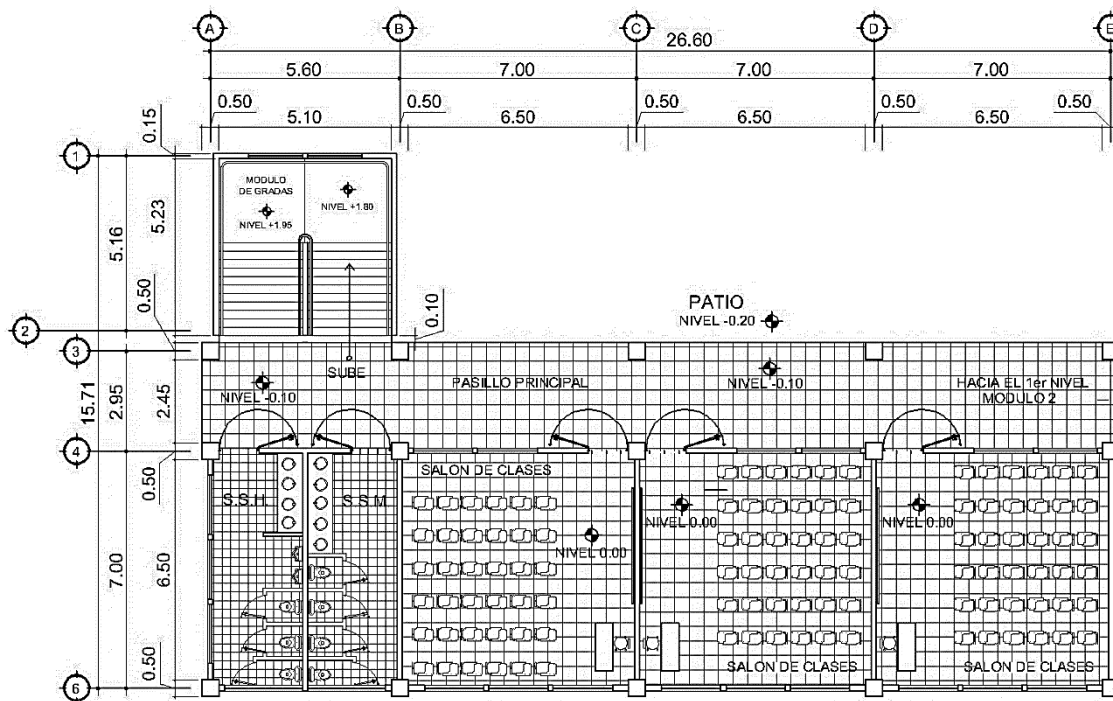 A B C D E
26.60
5.60 7.00 7.00 7.00
0.50 0.50 0.50 0.50 0.50
5.10 6.50 6.50 6.50
0.15
1
MODULO
DE GRADAS
NIVEL +1.95
NIVEL +1.80
5.16
5.23
0.50
0.10
2
PATIO
NIVEL -0.20
3
SUBE
NIVEL -0.10
PASILLO PRINCIPAL
NIVEL -0.10
HACIA EL 1er NIVEL
MODULO 2
15.71
2.95
2.45
4
0.50
SALON DE CLASES
S.S.H.
S.S.M.
NIVEL 0.00
NIVEL 0.00
NIVEL 0.00
7.00
6.50
SALON DE CLASES
SALON DE CLASES
0.50
6